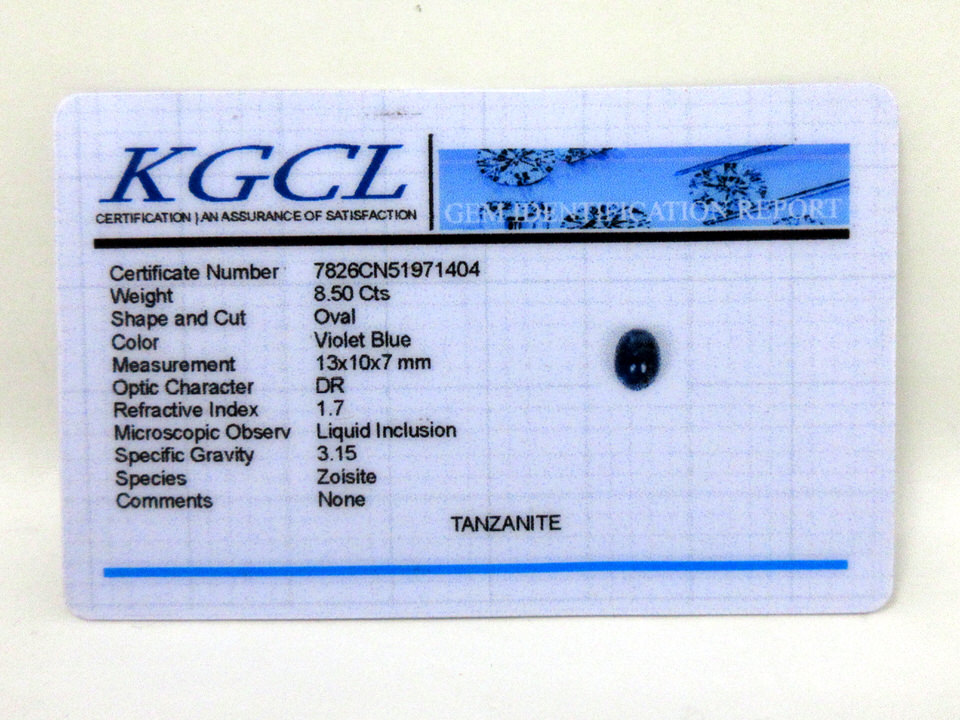 KGCL
CERTIFICATION | AN ASSURANCE OF SATISFACTION
GEM IDENTIFICATION REPORT
Certificate Number 7826CN51971404
Weight 8.50 Cts
Shape and Cut Oval
Color Violet Blue
Measurement 13x10x7 mm
Optic Character DR
Refractive Index 1.7
Microscopic Observ Liquid Inclusion
Specific Gravity 3.15
Species Zoisite
Comments None
TANZANITE